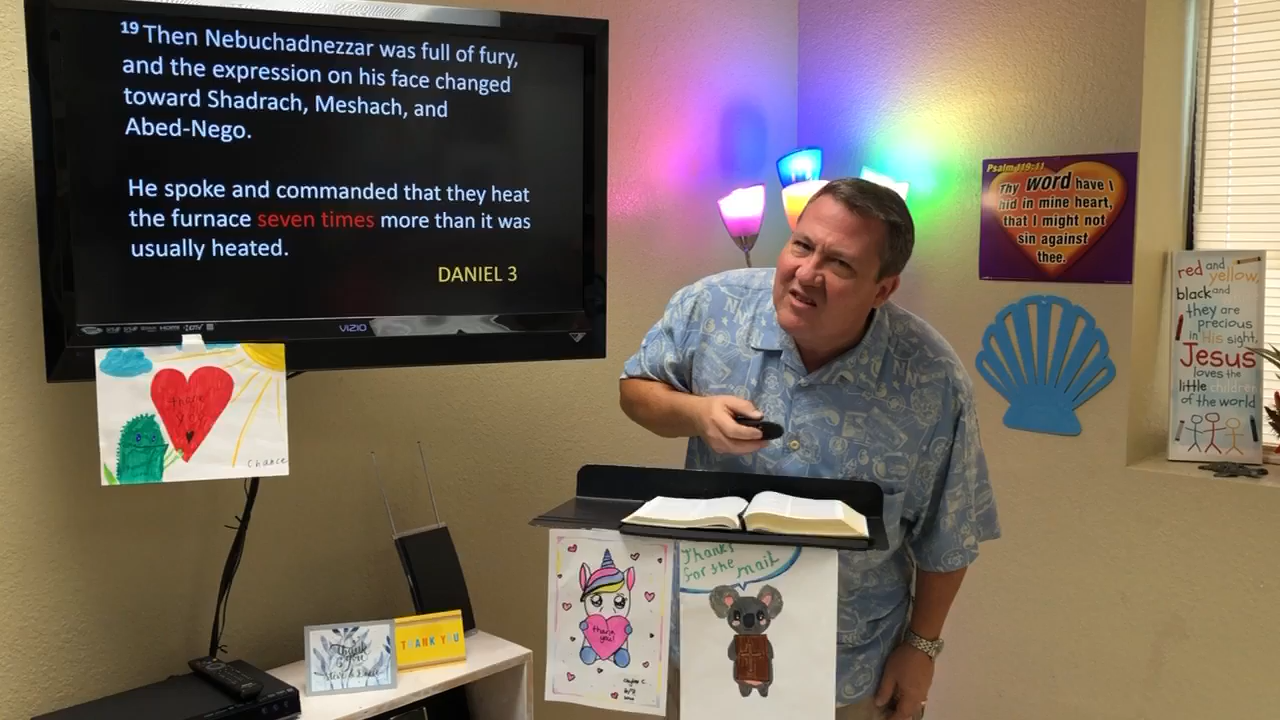 19 Then Nebuchadnezzar was full of fury,
and the expression on his face changed
toward Shadrach, Meshach, and
Abed-Nego.
He spoke and commanded that they heat
the furnace seven times more than it was
usually heated.
DANIEL 3
VIZIO
thank
you
Chance
Thank
you
THANK YOU
thank
you!
Thanks
for the mail
Psalm 119:11
Thy word have I
hid in mine heart,
that I might not
sin against
thee.
red and yellow,
black and
they are
precious
in His sight,
Jesus
loves the
little children
of the world